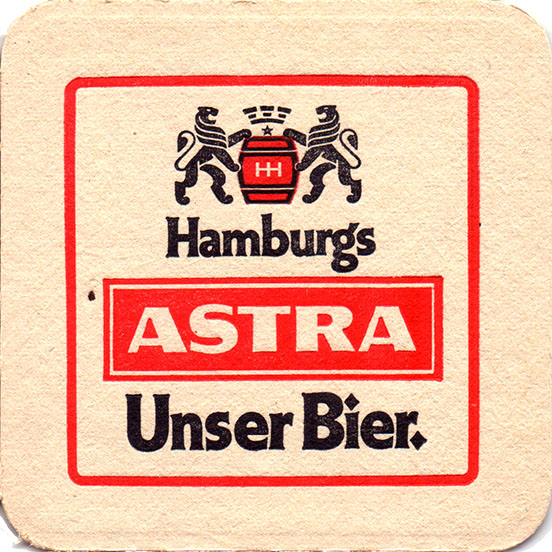 HH
Hamburgs
ASTRA
Unser Bier.